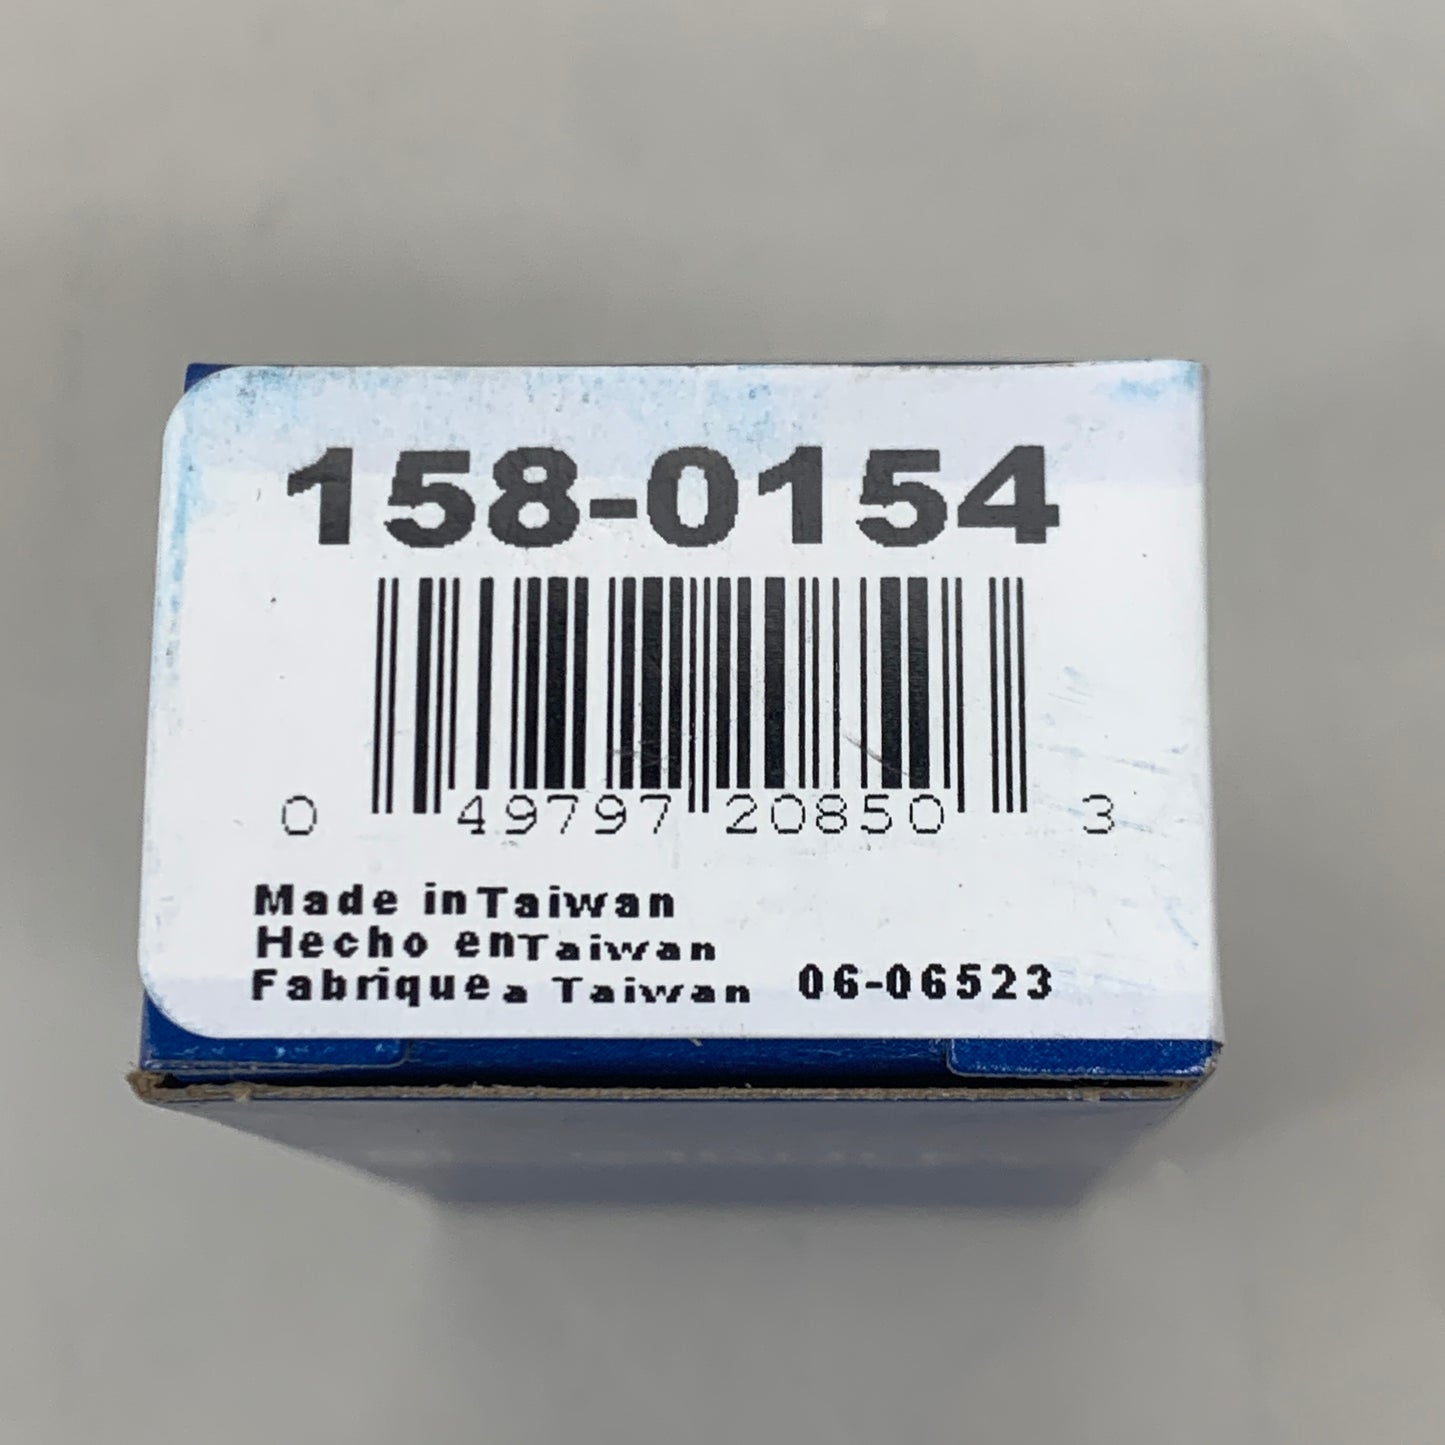 158-0154
0 49797 20850 3
Made in Taiwan
Hecho en Taiwan
Fabrique a Taiwan 06-06523